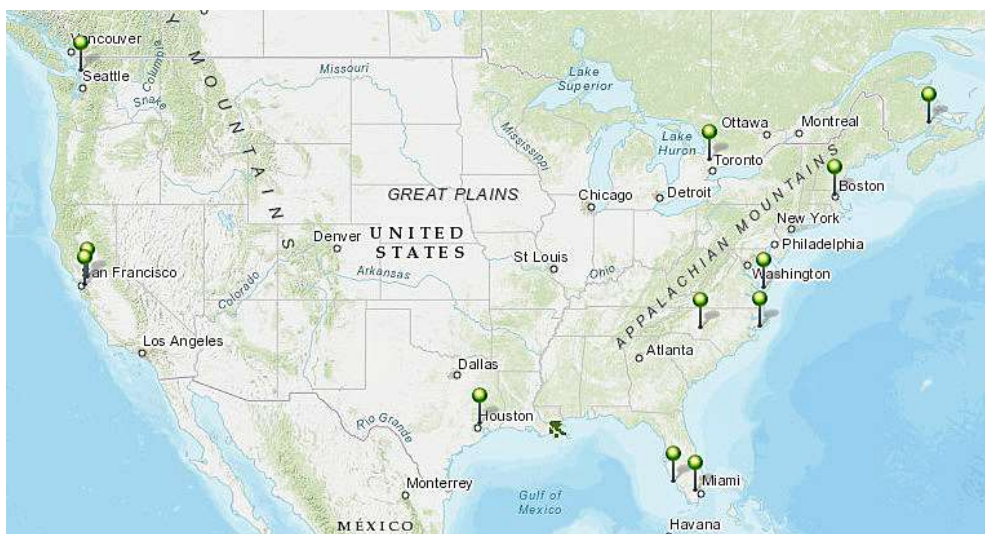 Vancouver
Seattle
Columbia
Snake
Y MOUNTAINS
Missouri
Lake
Superior
Mississippi
Ottawa
Montreal
Lake
Huron
Toronto
GREAT PLAINS
Chicago
Detroit
Boston
New York
Philadelphia
Denver
UNITED
STATES
St Louis
Ohio
Washington
APPALACHIAN MOUNTAINS
San Francisco
Colorado
Arkansas
Los Angeles
Atlanta
Dallas
Houston
Rio Grande
Monterrey
Gulf of
Mexico
Miami
MÉXICO
Havana